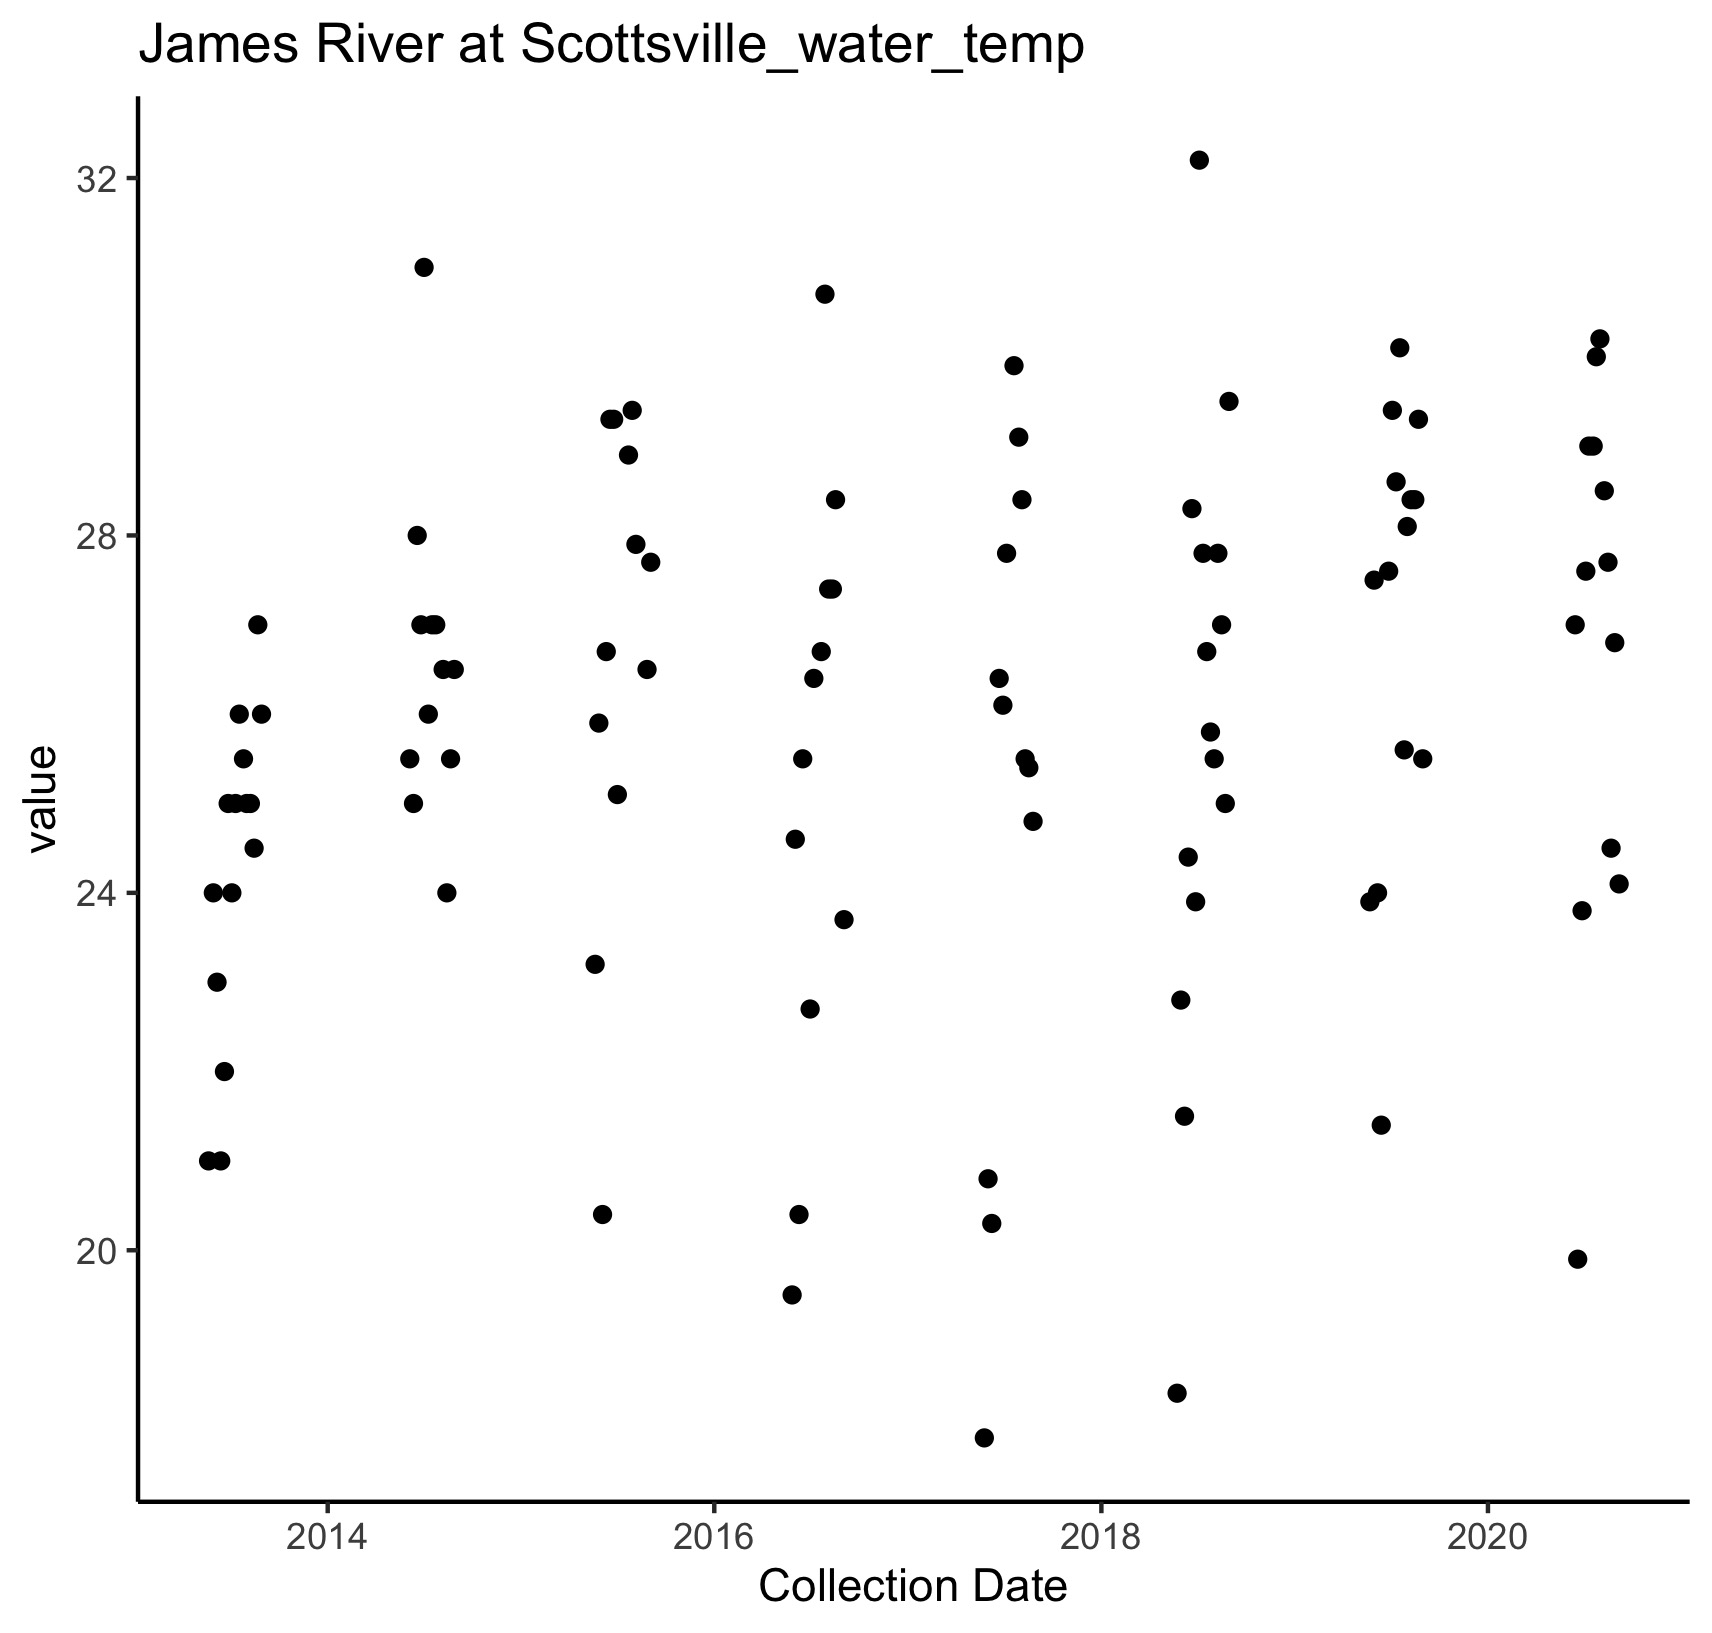 James River at Scottsville_water_temp
32
28
24
20
value
2014 2016 2018 2020
Collection Date